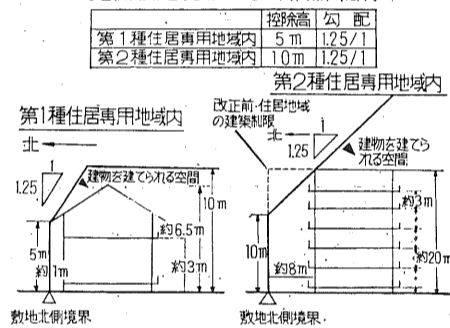 控除高 勾配
第1種住居専用地域内 5m 1.25/1
第2種住居専用地域内 10m 1.25/1
第2種住居専用地域内
改正前・住居地域
の建築制限
第1種住居専用地域内
北
北
1
1.25
建物を建てら
れる空間
1
1.25
建物を建てられる空間
10m
約6.5m
5m
約1m
約3m
敷地北側境界
約3m
10m
約8m
約20m
敷地北側境界